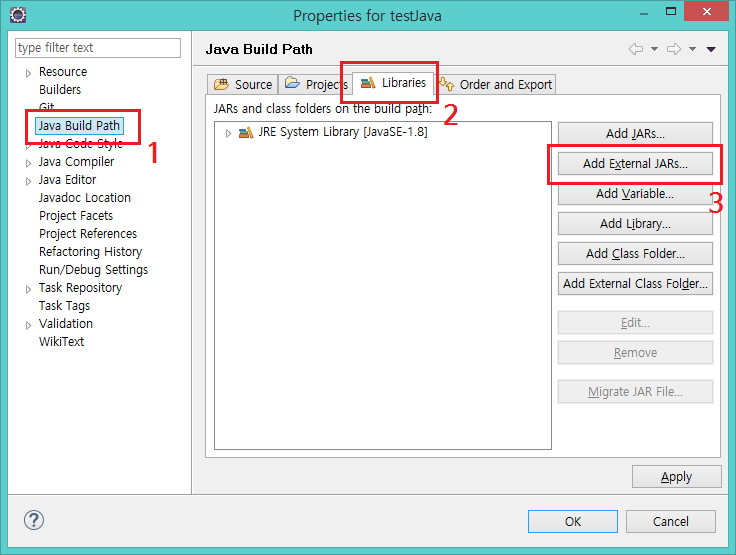 Properties for testJava
type filter text
Resource
Builders
Git
Java Build Path
1
Java Code Style
Java Compiler
Java Editor
Javadoc Location
Project Facets
Project References
Refactoring History
Run/Debug Settings
Task Repository
Task Tags
Validation
WikiText
Java Build Path
Source Projects Libraries Order and Export
2
JARs and class folders on the build path:
JRE System Library [JavaSE-1.8]
Add JARs...
Add External JARs...
3
Add Variable...
Add Library...
Add Class Folder...
Add External Class Folder...
Edit...
Remove
Migrate JAR File...
Apply
?
OK Cancel